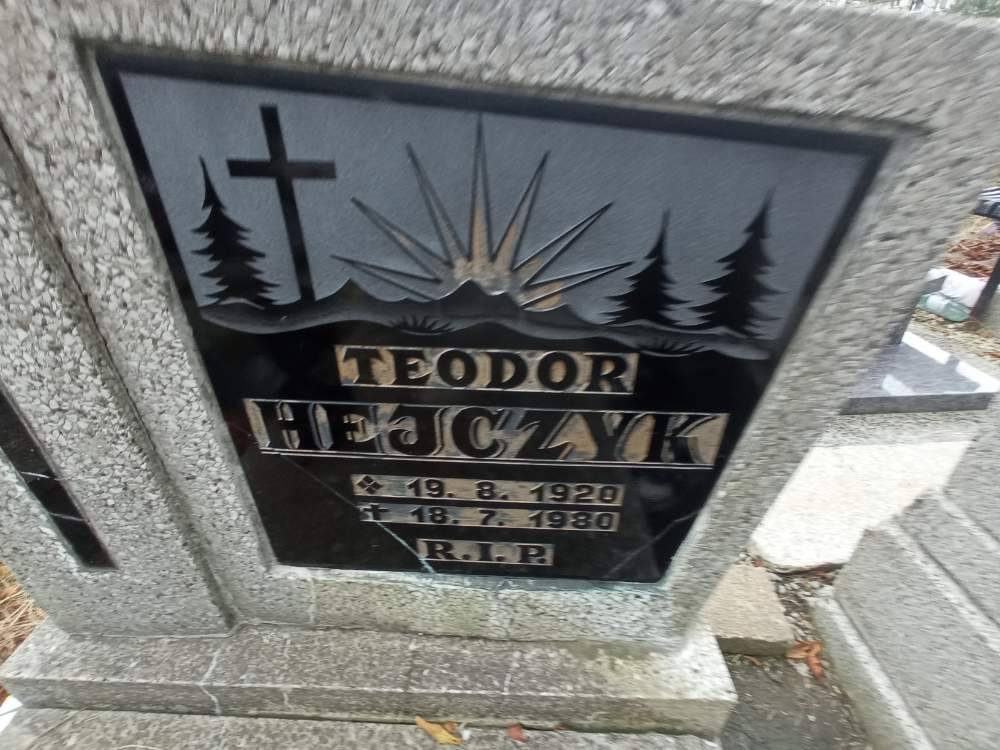 TEODOR
HEJCZYK
❖ 19. 8. 1920
✝ 18. 7. 1980
R.I.P.